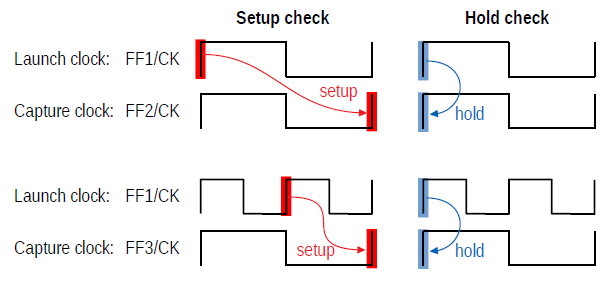 Setup check Hold check
Launch clock: FF1/CK
setup
Capture clock: FF2/CK hold
Launch clock: FF1/CK
Capture clock: FF3/CK setup hold